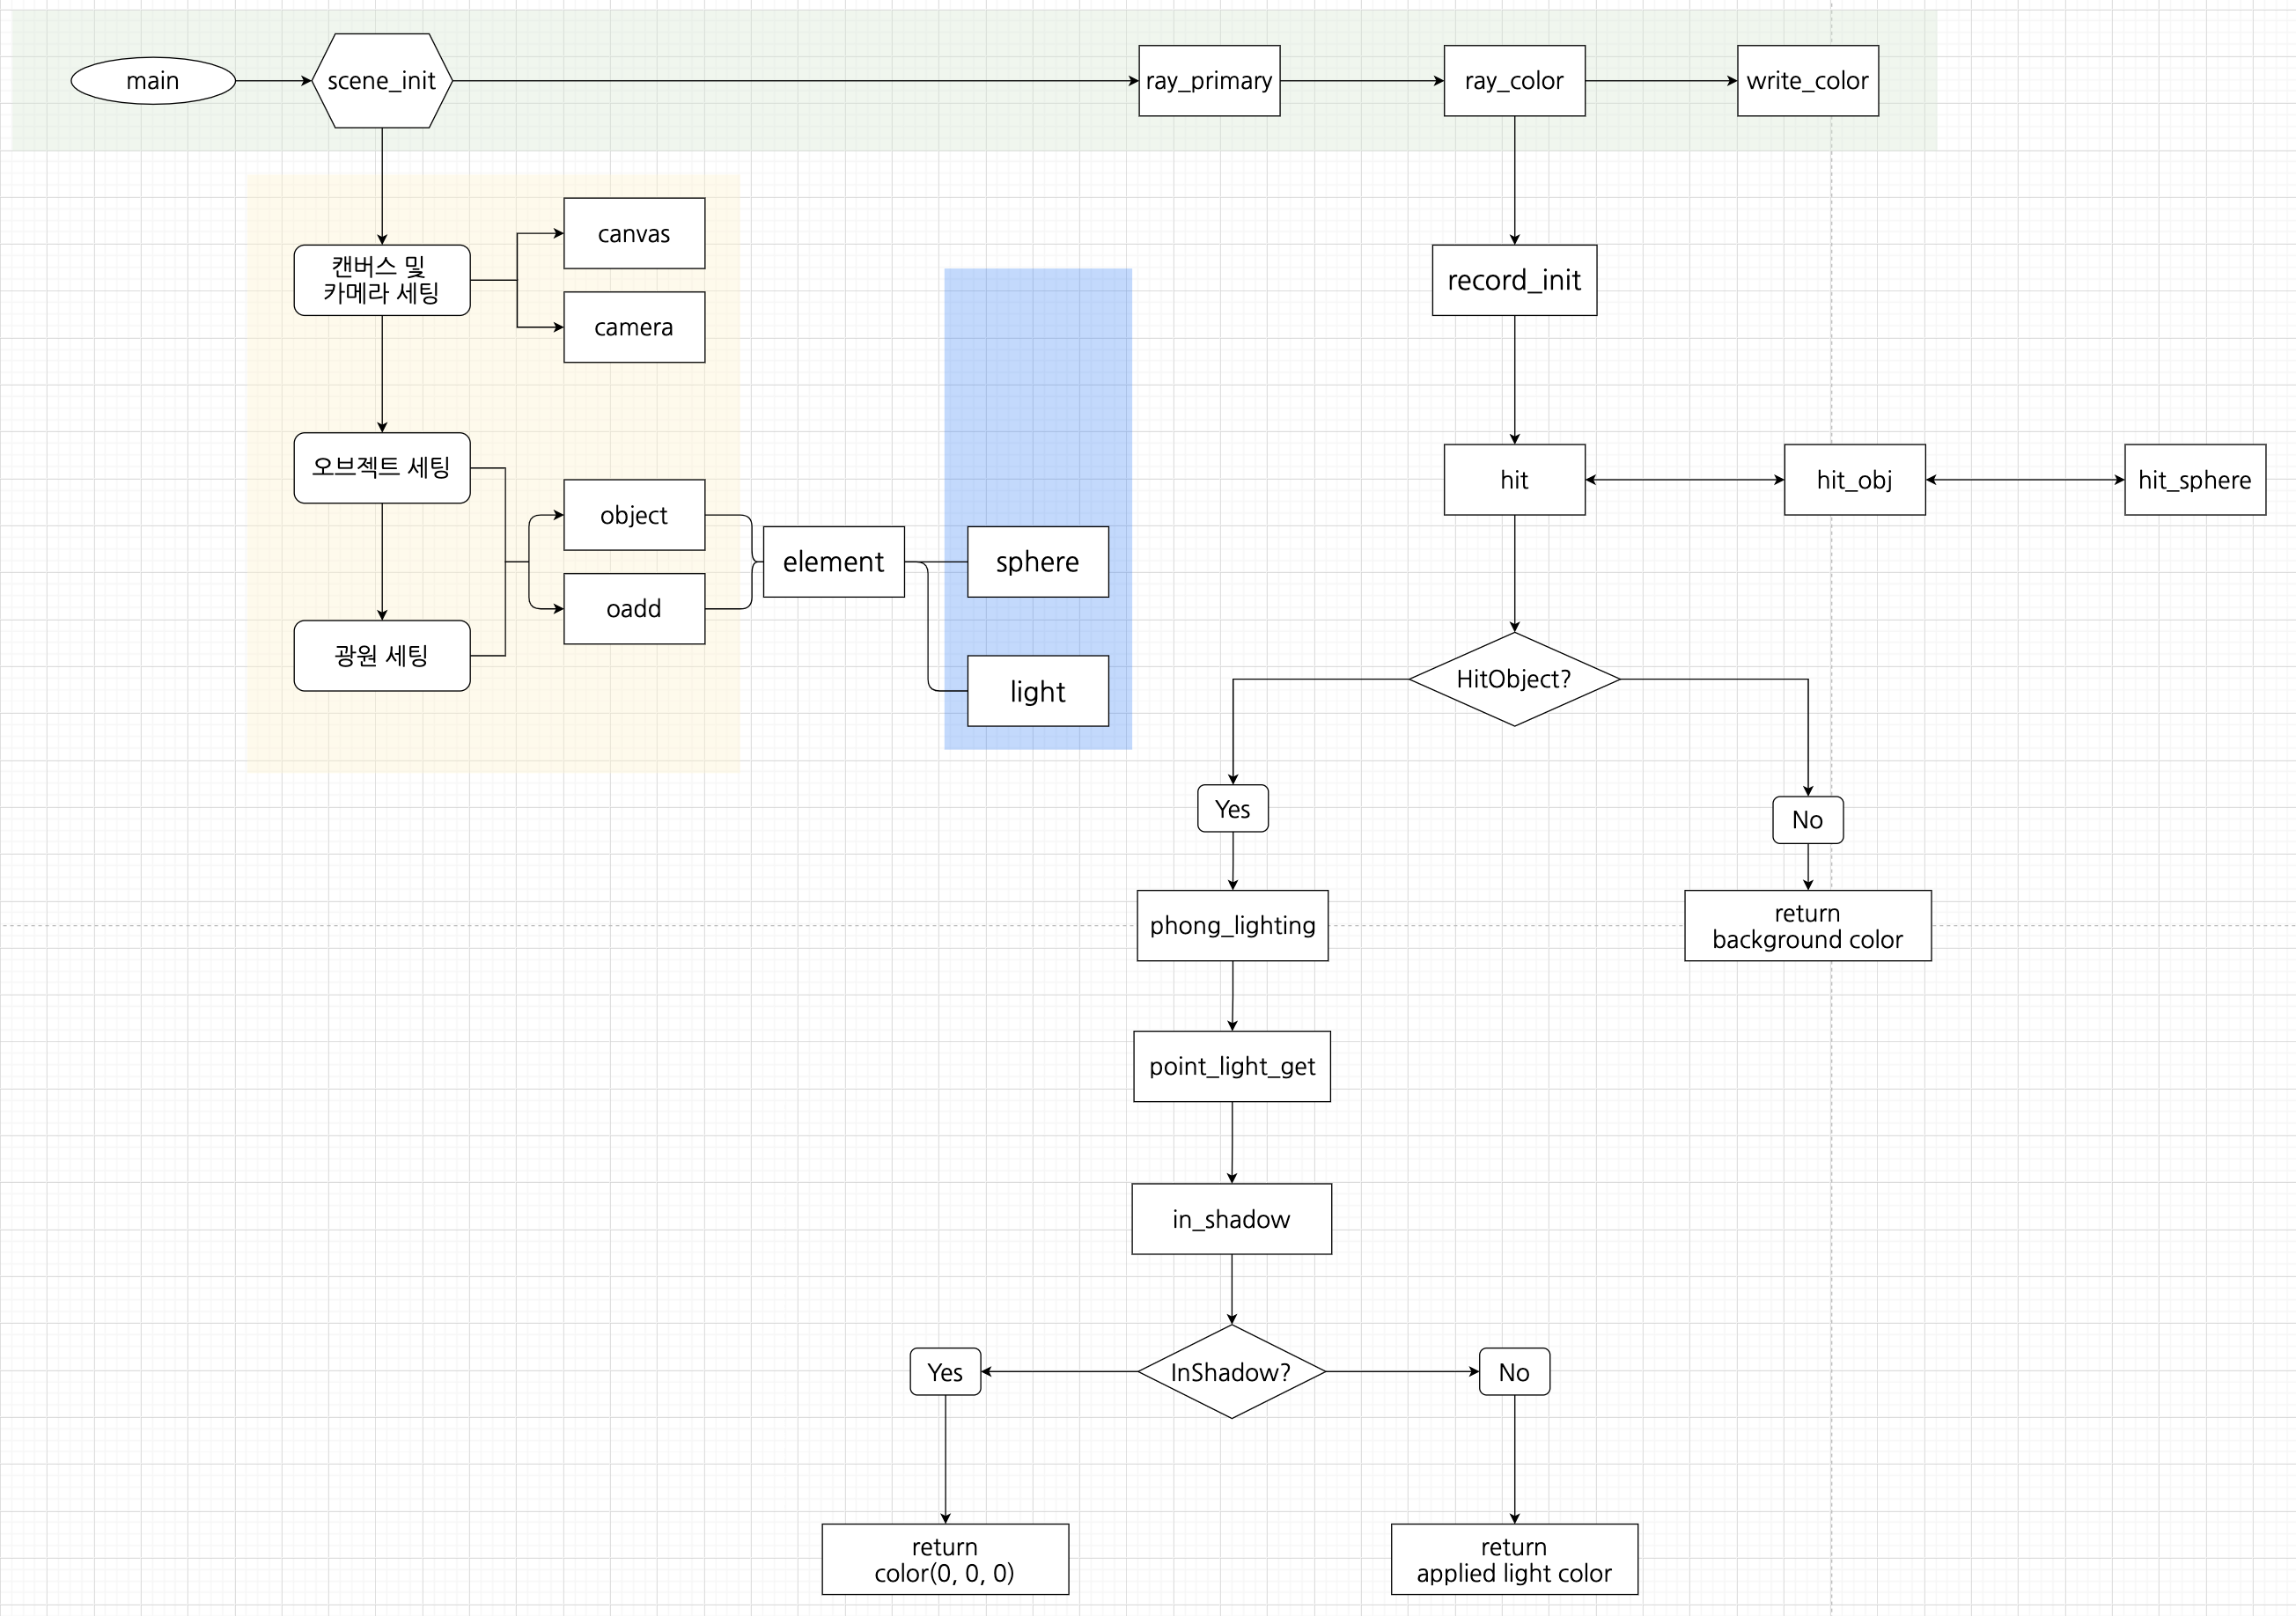 main
scene_init
ray_primary
ray_color
write_color
캔버스 및
카메라 세팅
canvas
camera
record_init
오브젝트 세팅
object
oadd
element
sphere
light
광원 세팅
hit
hit_obj
hit_sphere
HitObject?
Yes
No
phong_lighting
return
background color
point_light_get
in_shadow
InShadow?
Yes
No
return
color(0, 0, 0)
return
applied light color